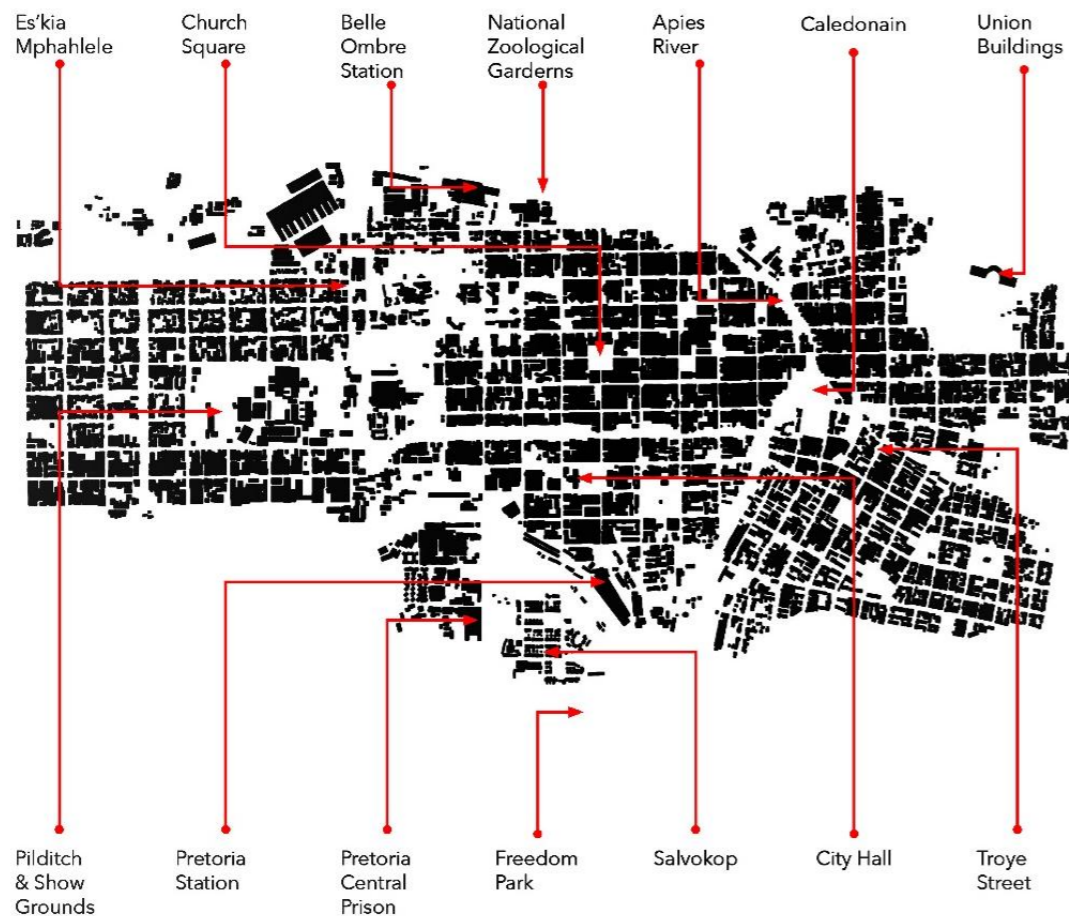 Es'kia
Mphahlele
Church
Square
Belle
Ombre
Station
National
Zoological
Garderns
Apies
River
Caledonain
Union
Buildings
Pilditch
& Show
Grounds
Pretoria
Station
Pretoria
Central
Prison
Freedom
Park
Salvokop
City Hall
Troye
Street